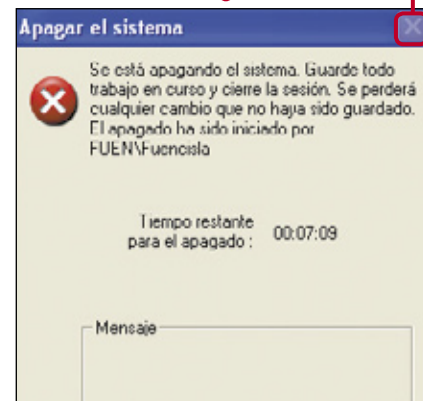 Apagar el sistema
Se está apagando el sistema. Guarde todo
trabajo en curso y cierre la sesión. Se perderá
cualquier cambio que no haya sido guardado.
El apagado ha sido iniciado por
FUEN\Fuencisla
Tiempo restante
para el apagado : 00:07:09
Mensaje